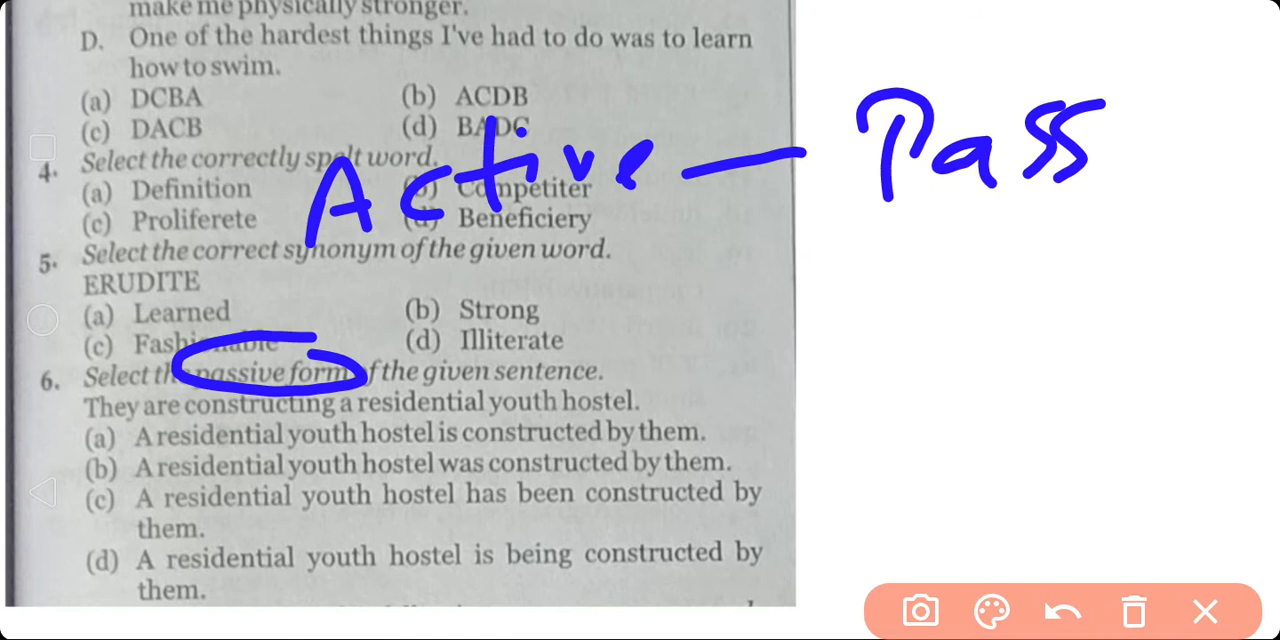 make me physically stronger.
D. One of the hardest things I've had to do was to learn
how to swim.
(a) DCBA (b) ACDB
(c) DACB (d) BADC
4. Select the correctly spelt word.
(a) Definition (b) Competiter
(c) Proliferete (d) Beneficiery
Active — Pass
5. Select the correct synonym of the given word.
ERUDITE
(a) Learned (b) Strong
(c) Fashionable (d) Illiterate
6. Select the passive form of the given sentence.
They are constructing a residential youth hostel.
(a) A residential youth hostel is constructed by them.
(b) A residential youth hostel was constructed by them.
(c) A residential youth hostel has been constructed by
them.
(d) A residential youth hostel is being constructed by
them.